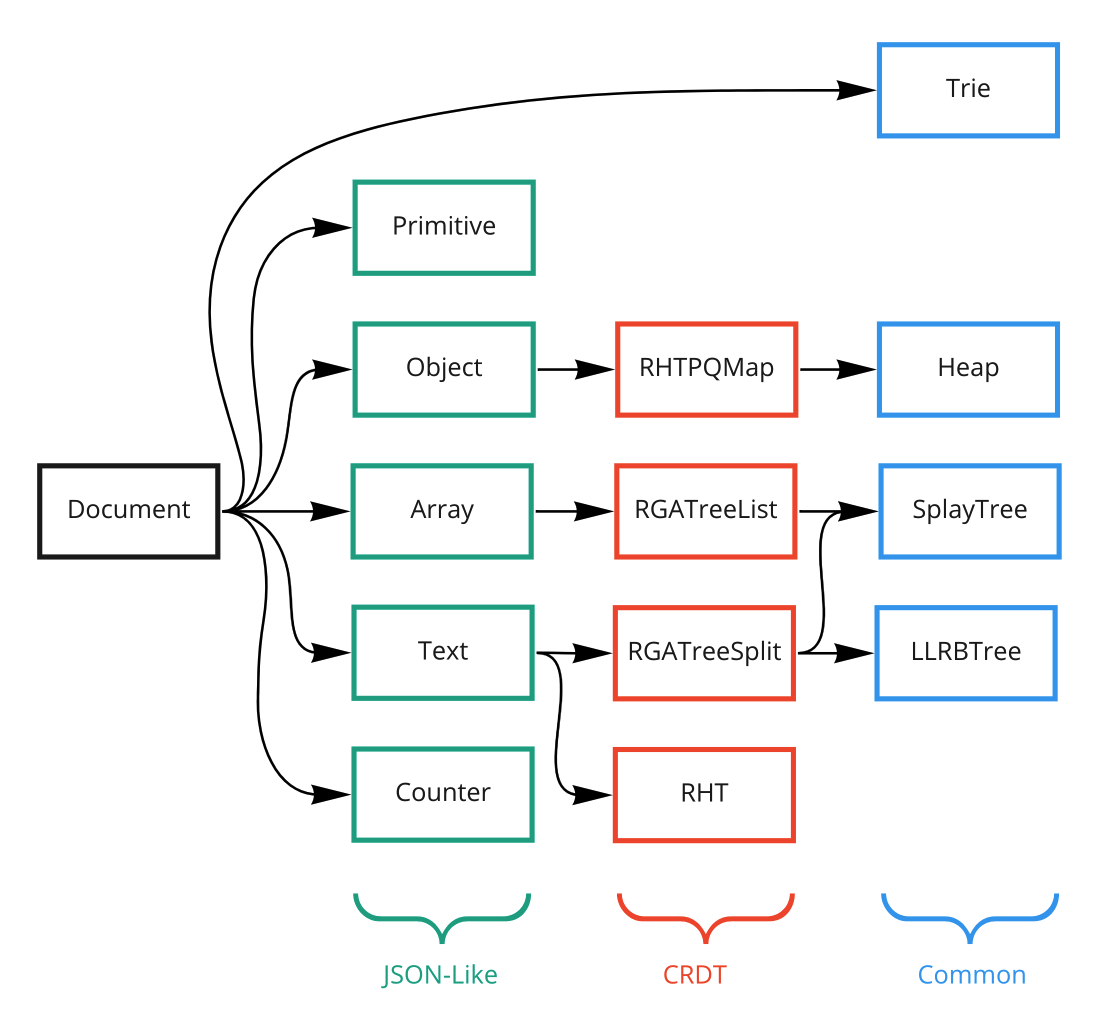 Trie
Primitive
Object
RHTPQMap
Heap
Document
Array
RGATreeList
SplayTree
Text
RGATreeSplit
LLRBTree
Counter
RHT
JSON-Like
CRDT
Common